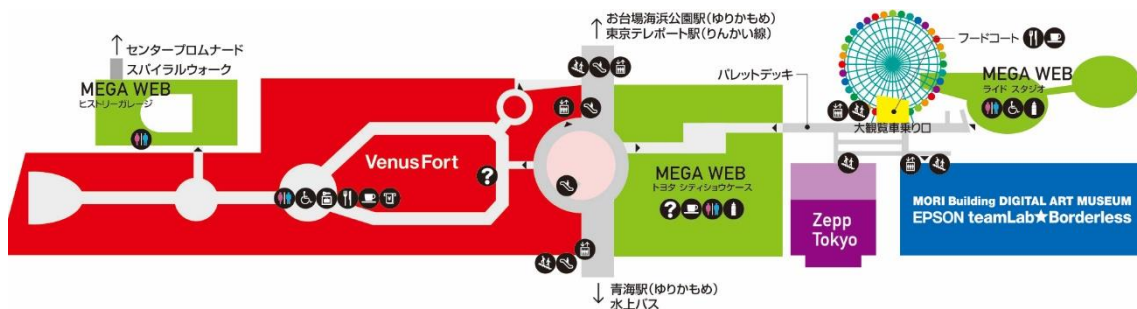 お台場海浜公園駅(ゆりかもめ)
東京テレポート駅(りんかい線)
センタープロムナード
スパイラルウォーク
MEGA WEB
ヒストリーガレージ
VenusFort
?
MEGA WEB
トヨタ シティショウケース
?
パレットデッキ
フードコート
MEGA WEB
ライド スタジオ
大観覧車乗り口
Zepp
Tokyo
MORI Building DIGITAL ART MUSEUM
EPSON teamLab★Borderless
青海駅(ゆりかもめ)
水上バス